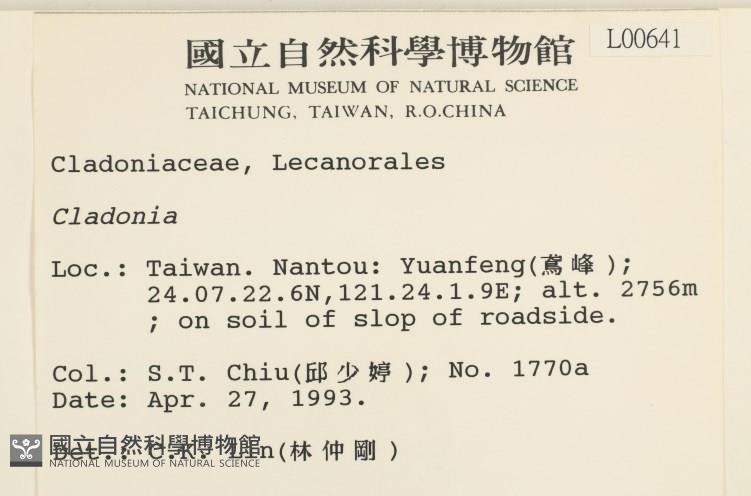 國立自然科學博物館
L00641
NATIONAL MUSEUM OF NATURAL SCIENCE
TAICHUNG, TAIWAN, R.O.CHINA
Cladoniaceae, Lecanorales
Cladonia
Loc.: Taiwan. Nantou: Yuanfeng(鳶峰);
24.07.22.6N,121.24.1.9E; alt. 2756m
; on soil of slop of roadside.
Col.: S.T. Chiu(邱少婷); No. 1770a
Date: Apr. 27, 1993.
Det.: C.K. Lin(林仲剛)
國立自然科學博物館
NATIONAL MUSEUM OF NATURAL SCIENCE